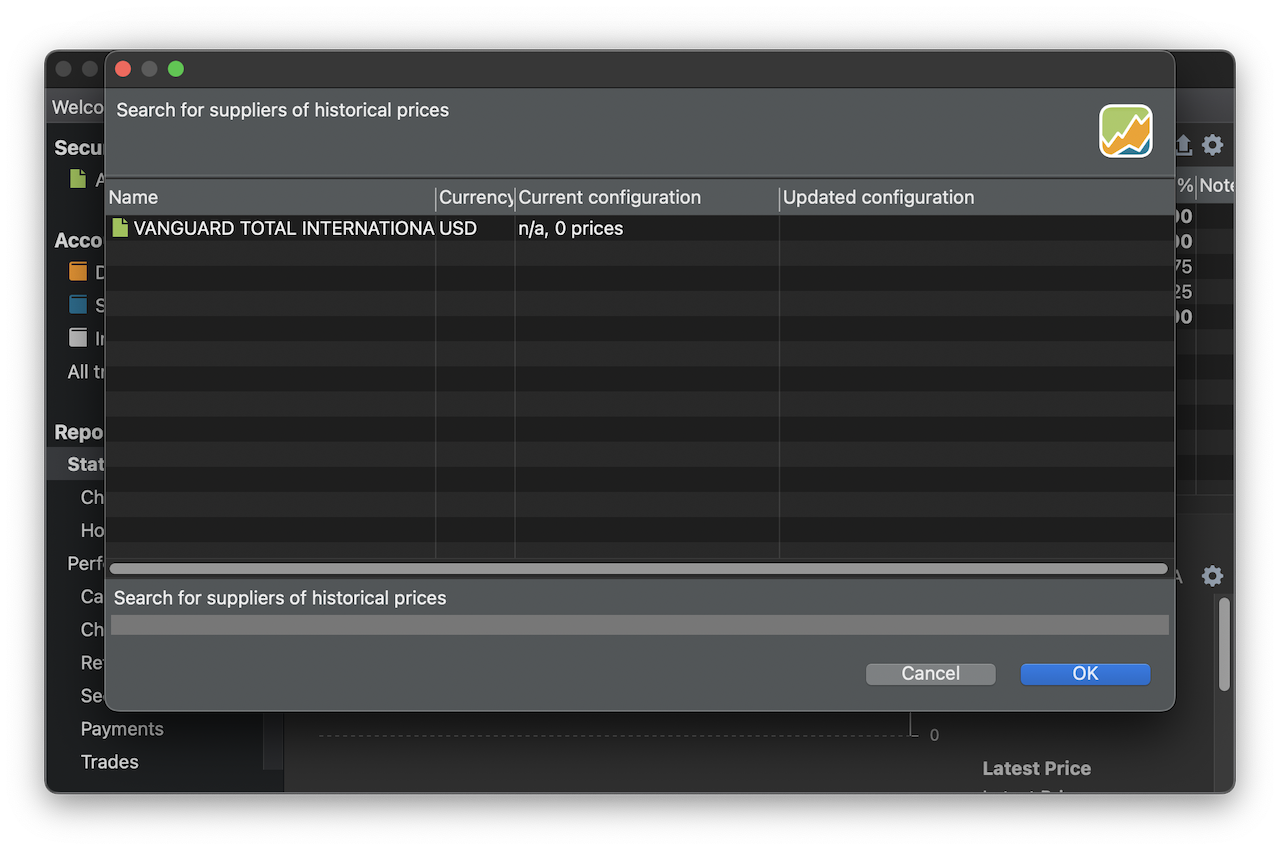 Search for suppliers of historical prices
Welco
Secu
A
Acco
D
S
In
All tr
Repo
Stat
Ch
Ho
Perf
Ca
Ch
Re
Se
Payments
Trades
Name Currency Current configuration Updated configuration
VANGUARD TOTAL INTERNATIONA USD n/a, 0 prices
% Note
00
00
75
25
00
A
Search for suppliers of historical prices
Cancel OK
0
Latest Price